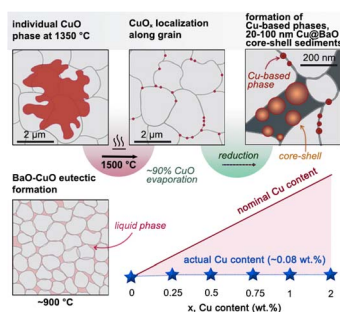 individual CuO
phase at 1350 °C
2 µm
CuOₓ localization
along grain
2 µm
formation of
Cu-based phases,
20-100 nm Cu@BaO
core-shell sediments
200 nm
Cu-based
phase
core-shell
1500 °C
~90% CuO
evaporation
reduction
BaO-CuO eutectic
formation
liquid phase
~900 °C
nominal Cu content
actual Cu content (~0.08 wt.%)
0 0.25 0.5 0.75 1 2
x, Cu content (wt.%)